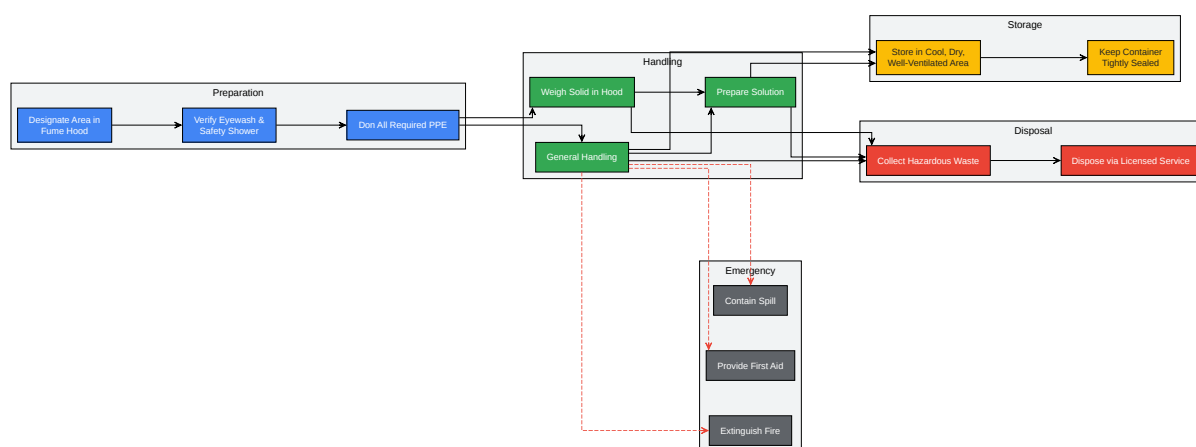 Preparation
Designate Area in
Fume Hood
Verify Eyewash &
Safety Shower
Don All Required PPE
Handling
Weigh Solid in Hood
Prepare Solution
General Handling
Storage
Store in Cool, Dry,
Well-Ventilated Area
Keep Container
Tightly Sealed
Disposal
Collect Hazardous Waste
Dispose via Licensed Service
Emergency
Contain Spill
Provide First Aid
Extinguish Fire